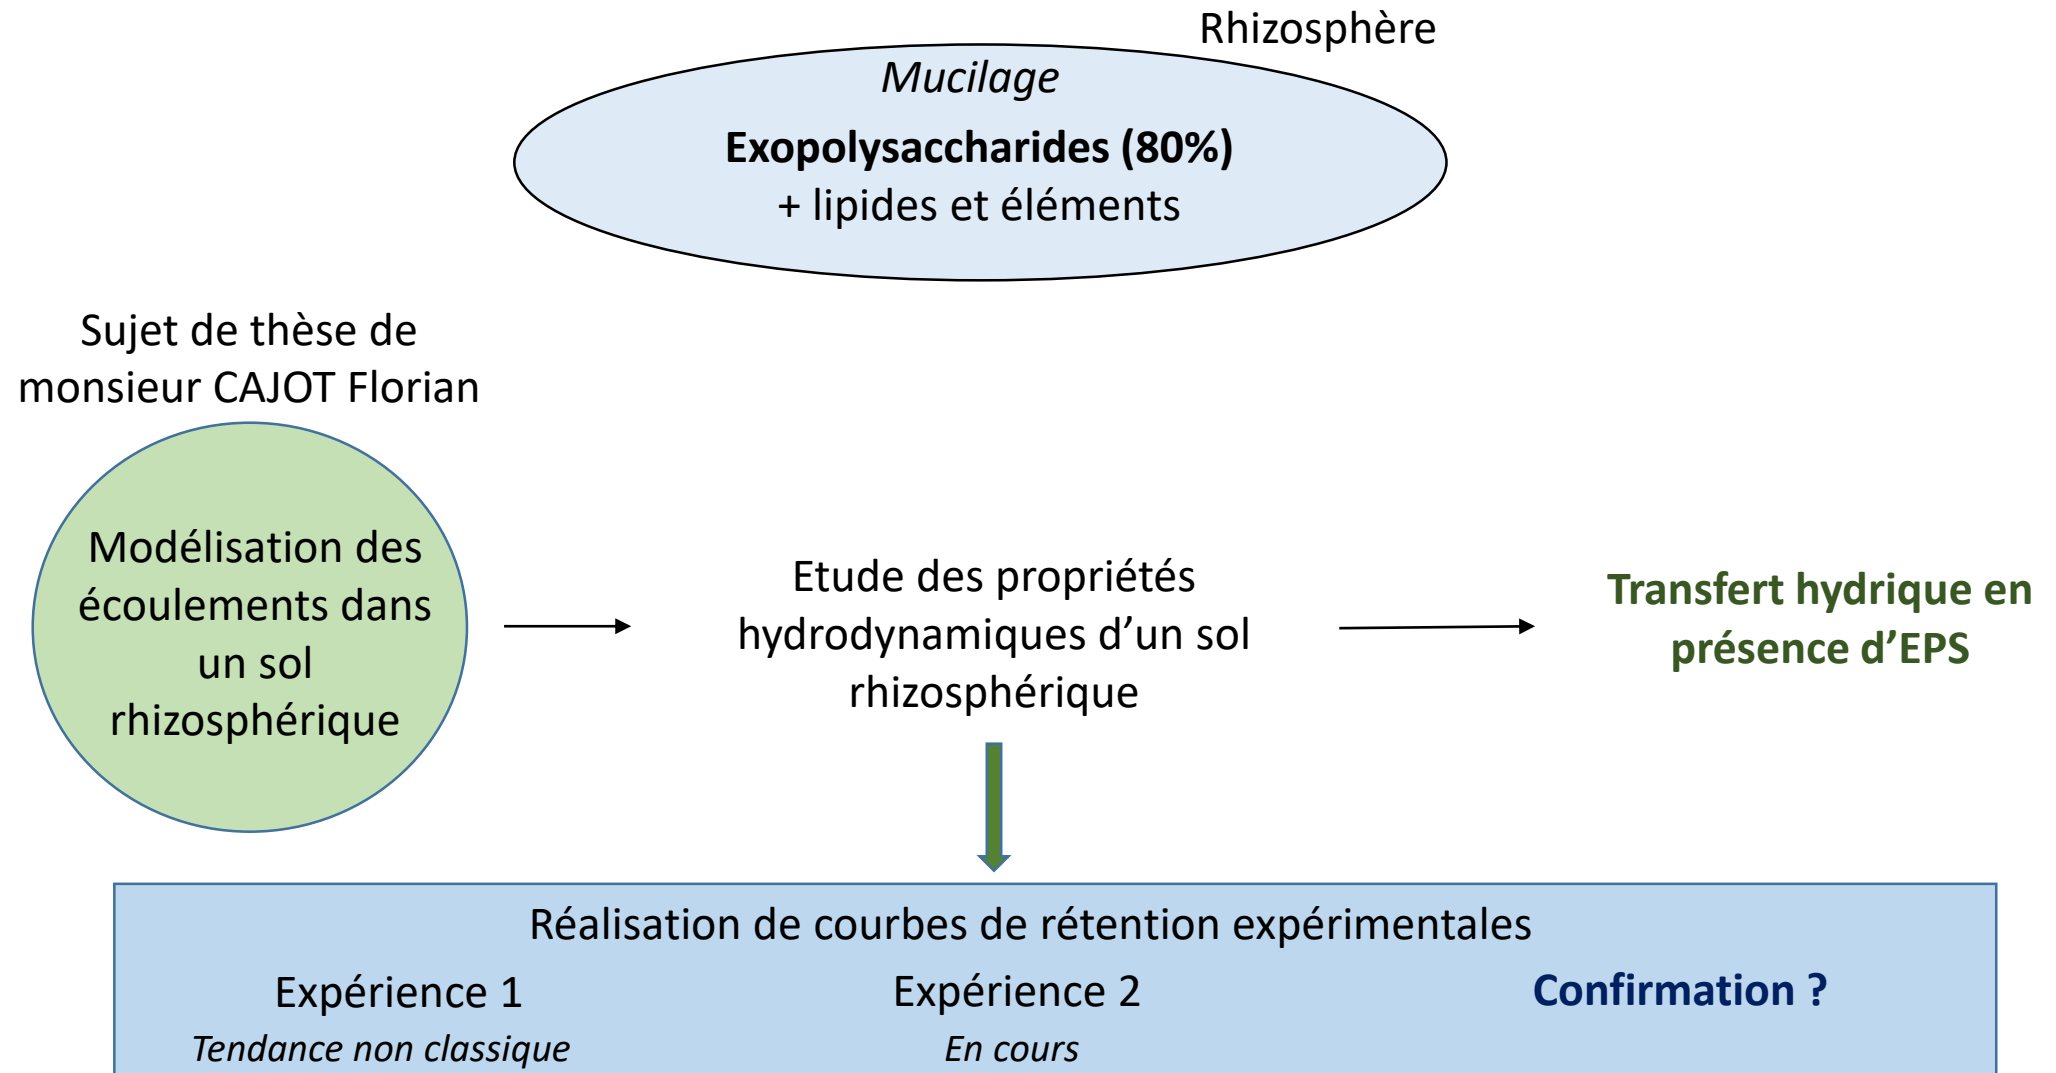 Rhizosphère
Mucilage
Exopolysaccharides (80%)
+ lipides et éléments
Sujet de thèse de
monsieur CAJOT Florian
Modélisation des
écoulements dans
un sol
rhizosphérique
Etude des propriétés
hydrodynamiques d’un sol
rhizosphérique
Transfert hydrique en
présence d’EPS
Réalisation de courbes de rétention expérimentales
Expérience 1
Tendance non classique
Expérience 2
En cours
Confirmation ?